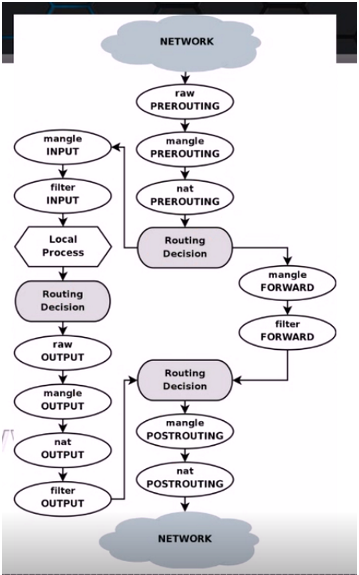 NETWORK
raw
PREROUTING
mangle
PREROUTING
nat
PREROUTING
Routing
Decision
mangle
INPUT
filter
INPUT
Local
Process
Routing
Decision
raw
OUTPUT
mangle
OUTPUT
nat
OUTPUT
filter
OUTPUT
mangle
FORWARD
filter
FORWARD
Routing
Decision
mangle
POSTROUTING
nat
POSTROUTING
NETWORK